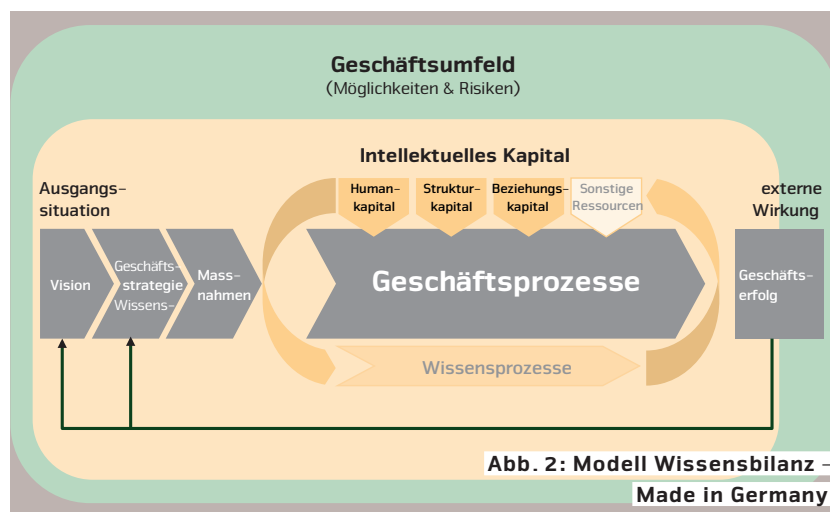 Geschäftsumfeld
(Möglichkeiten & Risiken)
Intellektuelles Kapital
Ausgangs-
situation
Human-
kapital
Struktur-
kapital
Beziehungs-
kapital
Sonstige
Ressourcen
externe
Wirkung
Vision
Geschäfts-
strategie
Wissens-
Mass-
nahmen
Geschäftsprozesse
Geschäfts-
erfolg
Wissensprozesse
Abb. 2: Modell Wissensbilanz –
Made in Germany